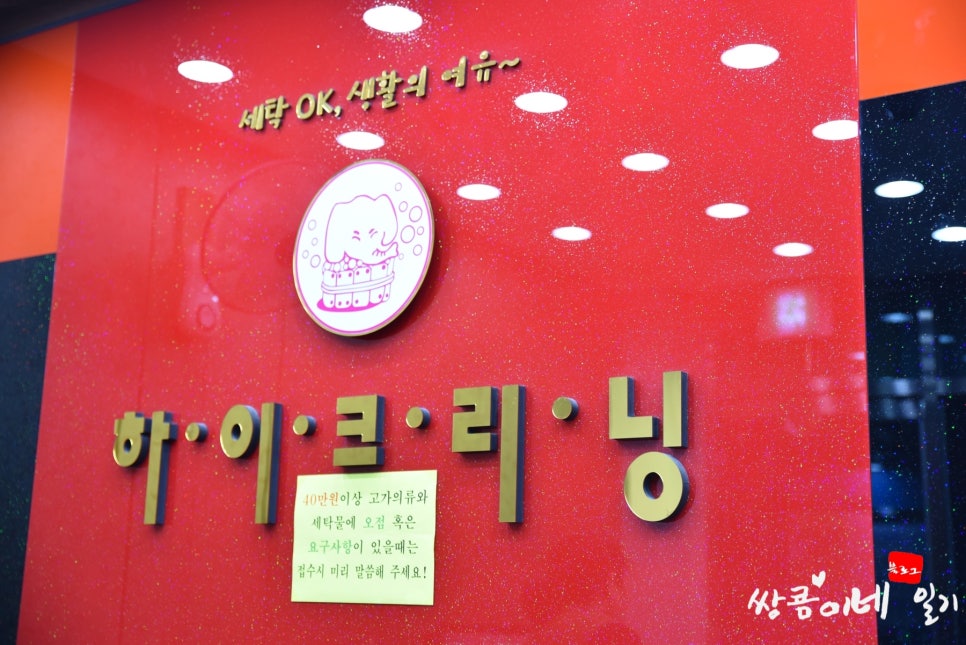 세탁 OK, 생활의 여유~
하·이·크·리·닝
40만원이상 고가의류와
세탁물에 오점 혹은
요구사항이 있을때는
접수시 미리 말씀해 주세요!
블로그
쌍콤이네 일기